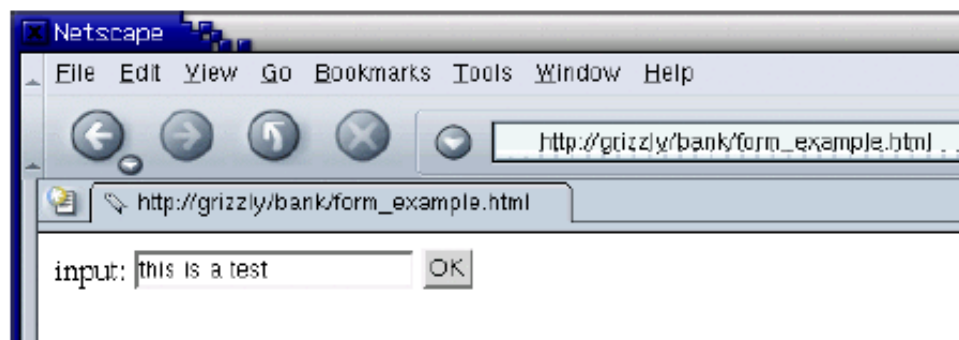 Netscape
File Edit View Go Bookmarks Tools Window Help
http://grizzly/bank/form_example.html
http://grizzly/bank/form_example.html
input: this is a test OK